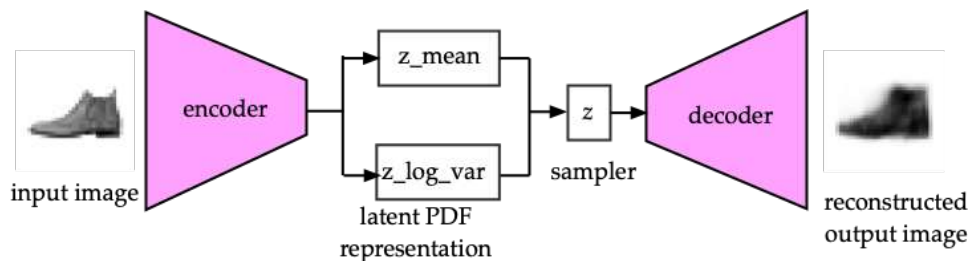 input image
encoder
z_mean
z_log_var
latent PDF
representation
z
sampler
decoder
reconstructed
output image